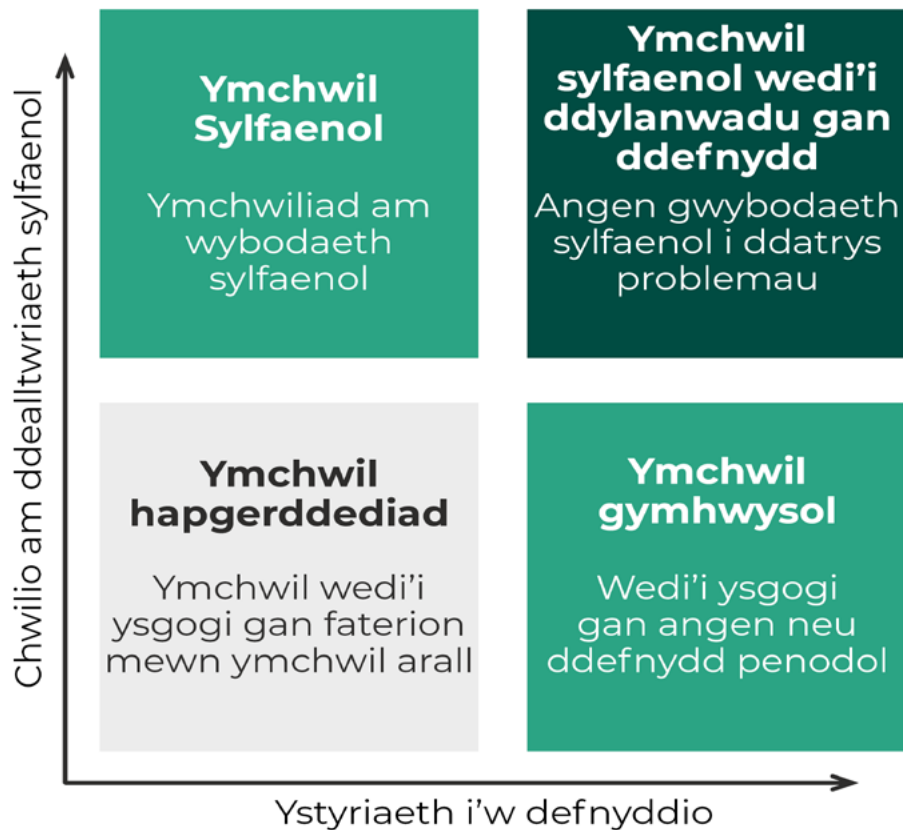 Chwilio am ddealltwriaeth sylfaenol
Ymchwil
Sylfaenol
Ymchwiliad am
wybodaeth
sylfaenol
Ymchwil
sylfaenol wedi’i
ddylanwadu gan
ddefnydd
Angen gwybodaeth
sylfaenol i ddatrys
problemau
Ymchwil
hapgerddediad
Ymchwil wedi’i
ysgogi gan faterion
mewn ymchwil arall
Ymchwil
gymhwysol
Wedi’i ysgogi
gan angen neu
ddefnydd penodol
Ystyriaeth i’w defnyddio